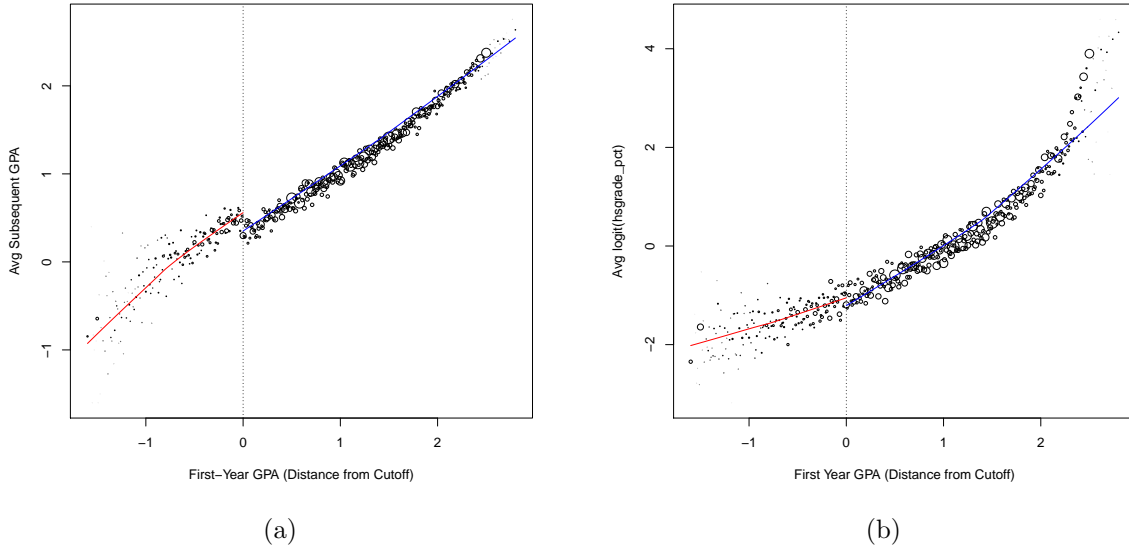 Avg Subsequent GPA
2
1
0
−1
−1
0
1
2
First−Year GPA (Distance from Cutoff)
(a)
Avg logit(hsgrade_pct)
4
2
0
−2
−1
0
1
2
First Year GPA (Distance from Cutoff)
(b)